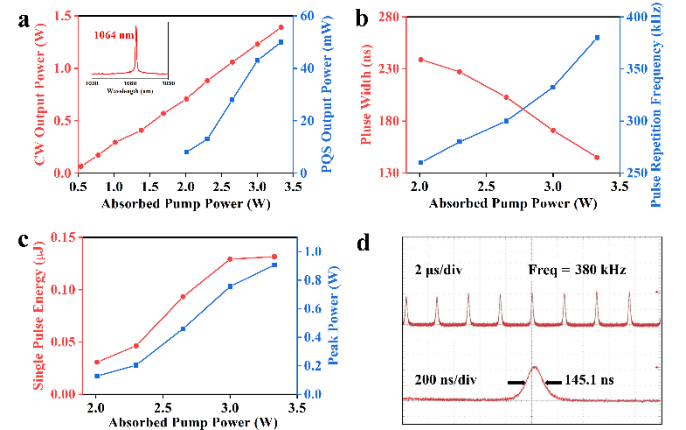 a
CW Output Power (W)
1.5
1.0
0.5
0.0
1064 nm
Wavelength (nm)
60
40
20
0
PQS Output Power (mW)
0.5 1.0 1.5 2.0 2.5 3.0 3.5
Absorbed Pump Power (W)
b
Pluse Width (ns)
280
230
180
130
400
350
300
250
Pulse Repetition Frequency (kHz)
2.0 2.5 3.0 3.5
Absorbed Pump Power (W)
c
Single Pulse Energy (μJ)
0.15
0.10
0.05
0.00
1.0
0.8
0.6
0.4
0.2
0.0
Peak Power (W)
2.0 2.5 3.0 3.5
Absorbed Pump Power (W)
d
2 μs/div Freq = 380 kHz
200 ns/div 145.1 ns